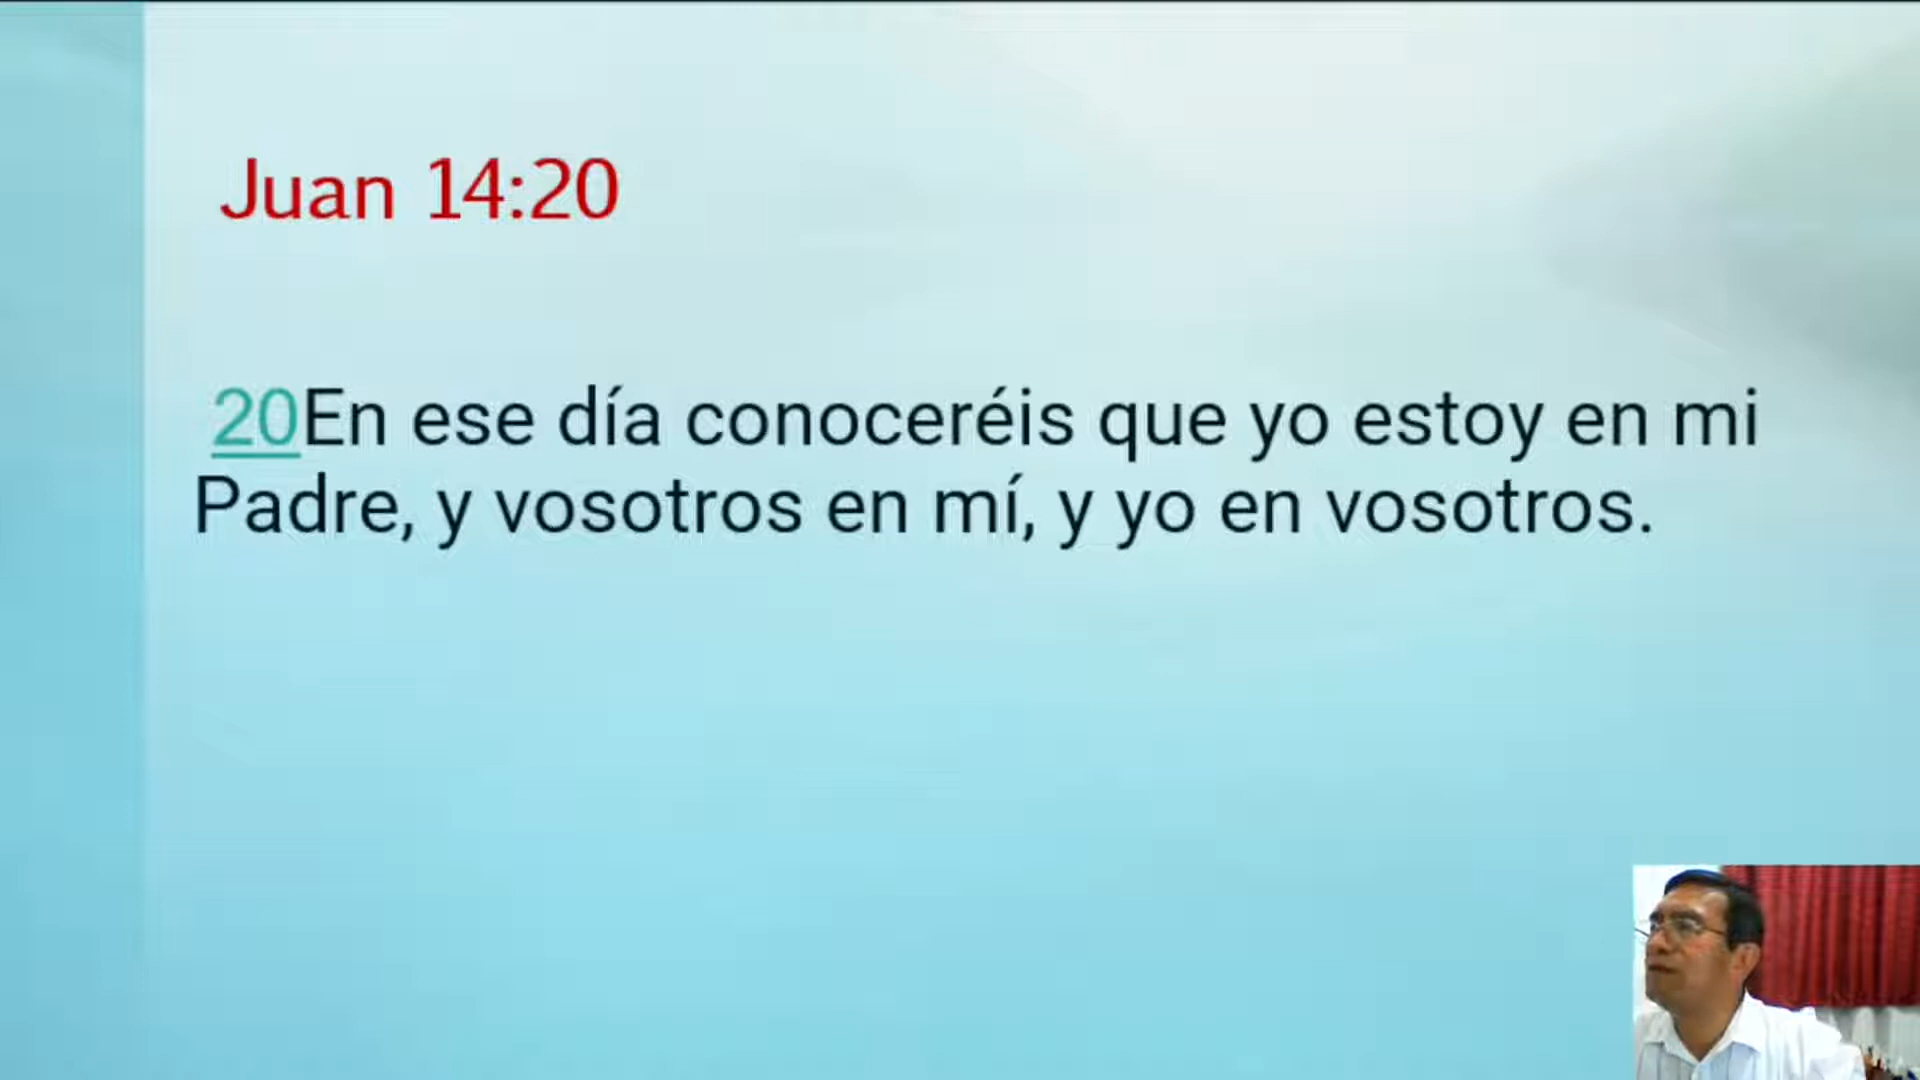 Juan 14:20
20En ese día conoceréis que yo estoy en mi
Padre, y vosotros en mí, y yo en vosotros.